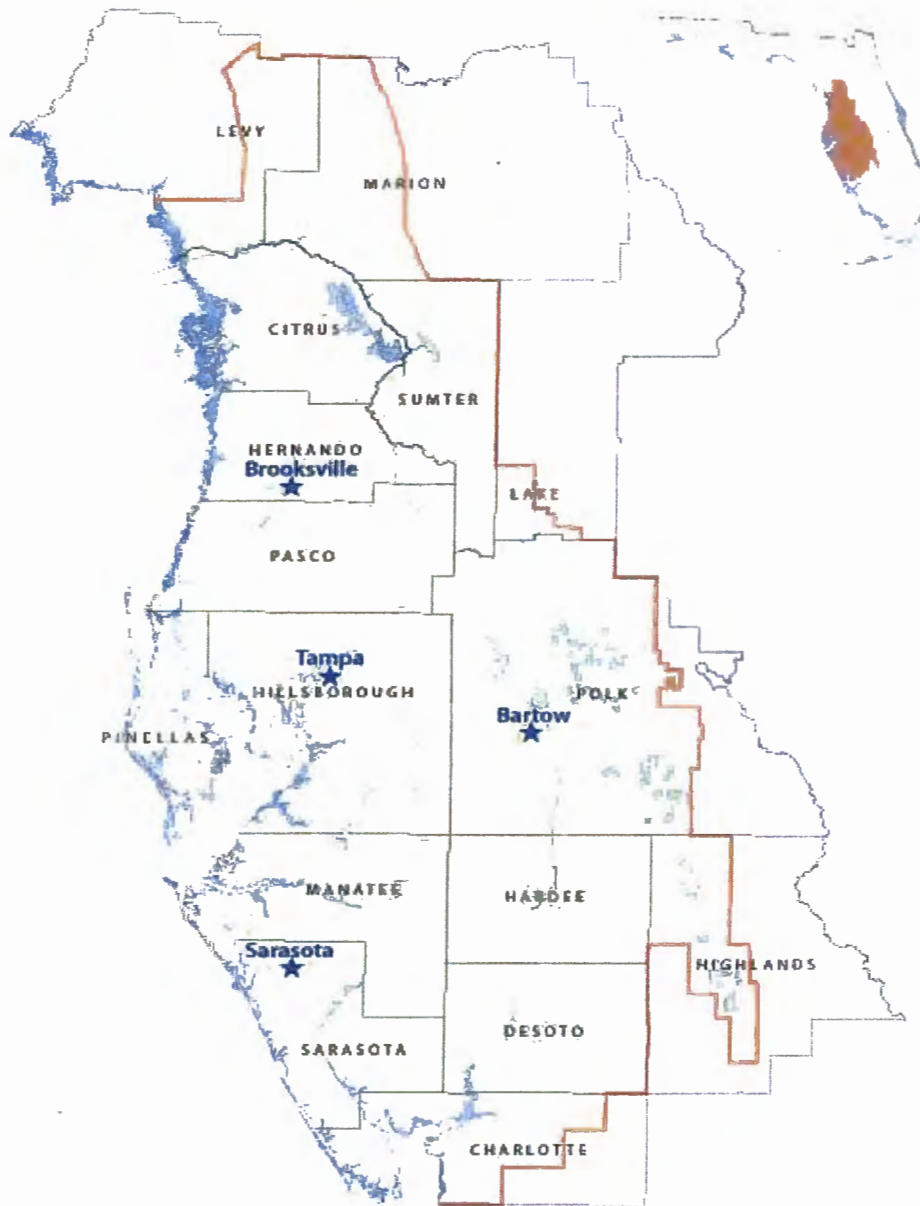 LEVY
MARION
CITRUS
SUMTER
HERNANDO
Brooksville
LAKE
PASCO
Tampa
HILLSBOROUGH
POLK
Bartow
PINELLAS
MANATEE
HARDEE
Sarasota
HIGHLANDS
DESOTO
SARASOTA
CHARLOTTE